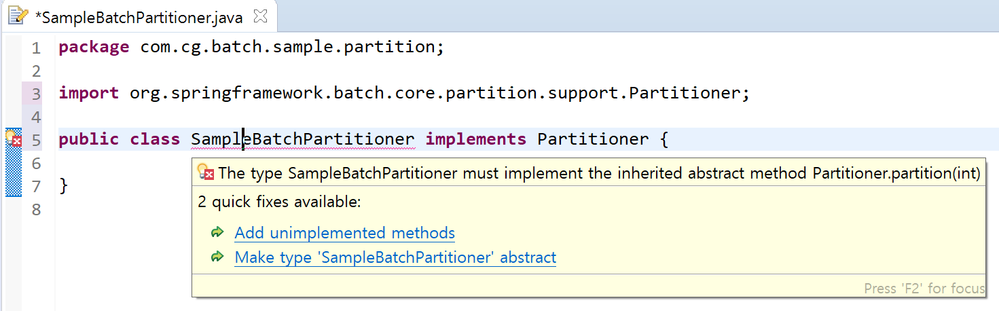 *SampleBatchPartitioner.java
1 package com.cg.batch.sample.partition;
2
3 import org.springframework.batch.core.partition.support.Partitioner;
4
5 public class SampleBatchPartitioner implements Partitioner {
6
The type SampleBatchPartitioner must implement the inherited abstract method Partitioner.partition(int)
7 }
2 quick fixes available:
8
Add unimplemented methods
Make type 'SampleBatchPartitioner' abstract
Press 'F2' for focus